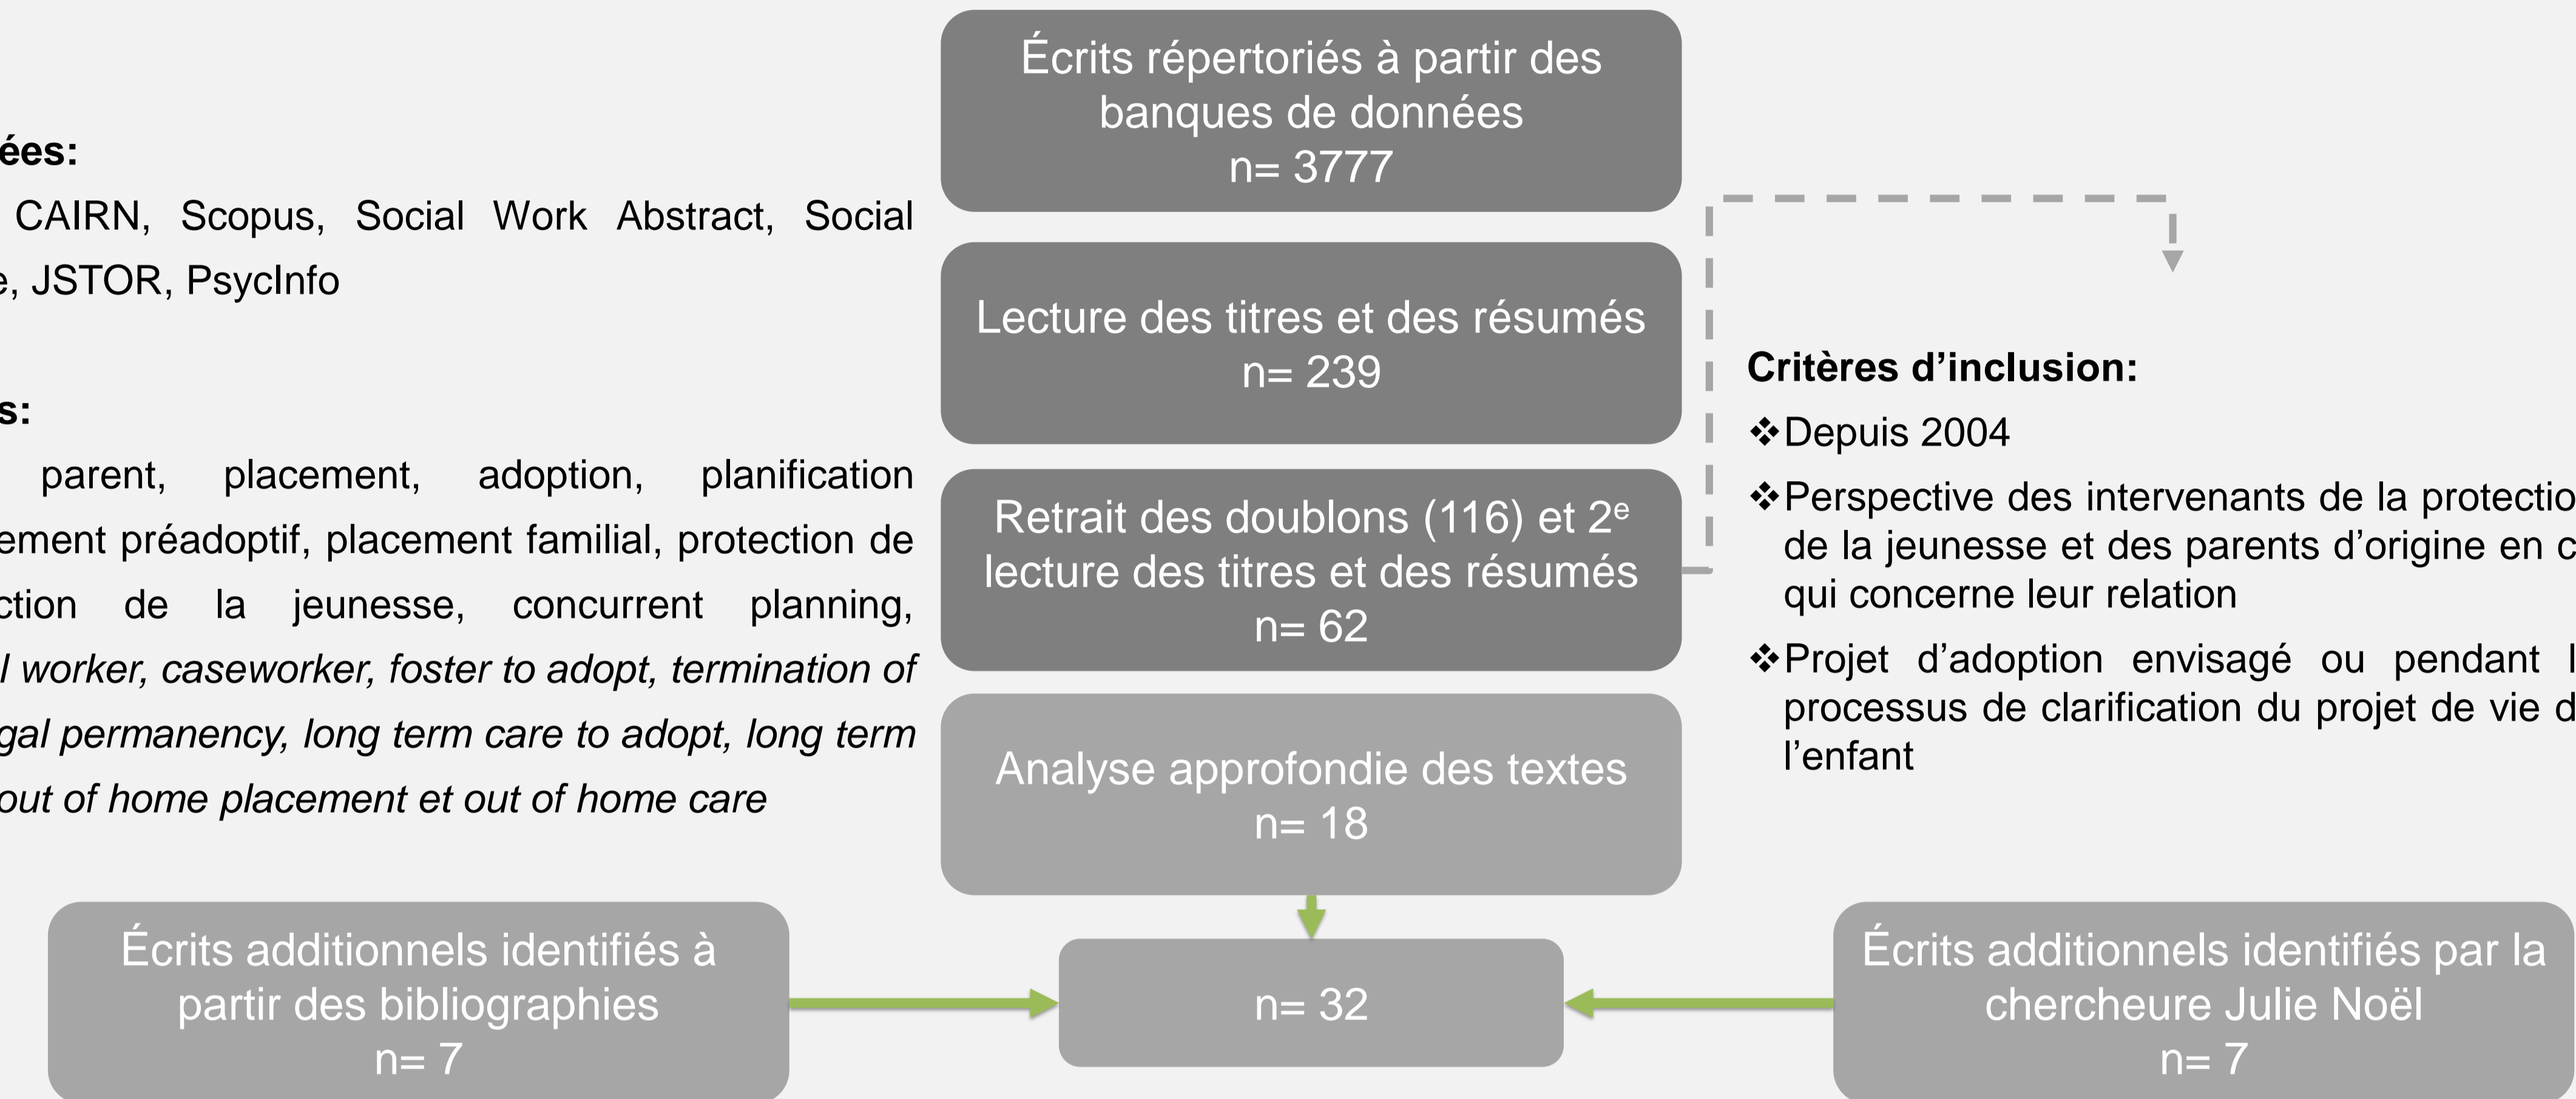 Écrits répertoriés à partir des
banques de données
n= 3777
ées:
CAIRN, Scopus, Social Work Abstract, Social
e, JSTOR, PsycInfo
s:
parent, placement, adoption, planification
ement préadoptif, placement familial, protection de
ction de la jeunesse, concurrent planning,
l worker, caseworker, foster to adopt, termination of
gal permanency, long term care to adopt, long term
out of home placement et out of home care
Lecture des titres et des résumés
n= 239
Retrait des doublons (116) et 2e
lecture des titres et des résumés
n= 62
Analyse approfondie des textes
n= 18
Critères d’inclusion:
❖Depuis 2004
❖Perspective des intervenants de la protectio
de la jeunesse et des parents d’origine en c
qui concerne leur relation
❖Projet d’adoption envisagé ou pendant l
processus de clarification du projet de vie d
l’enfant
Écrits additionnels identifiés à
partir des bibliographies
n= 7
n= 32
Écrits additionnels identifiés par la
chercheure Julie Noël
n= 7